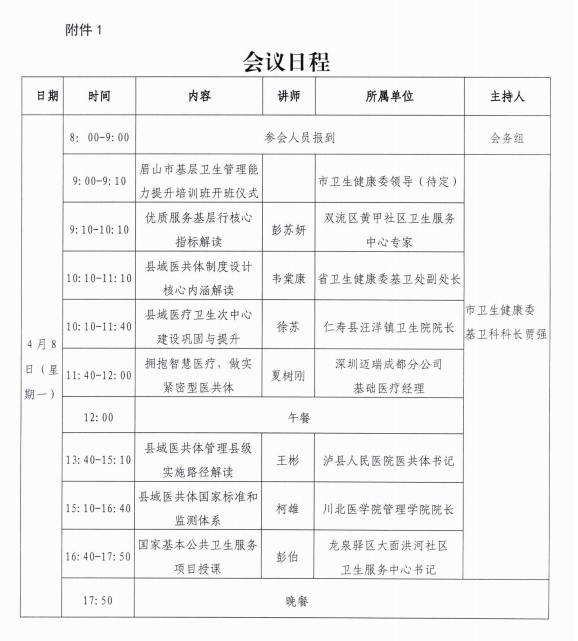 附件 1
会议日程
日期 时间 内容 讲师 所属单位 主持人
4 月 8
日（星
期一）
8: 00-9:00 参会人员报到 会务组
9:00-9:10 眉山市基层卫生管理能
力提升培训班开班仪式
市卫生健康委领导（待定）
9:10-10:10 优质服务基层行核心
指标解读
彭苏妍
双流区黄甲社区卫生服务
中心专家
10:10-11:10 县域医共体制度设计
核心内涵解读
韦棠康
省卫生健康委基卫处副处长
10:10-11:40 县域医疗卫生次中心
建设巩固与提升
徐苏
仁寿县汪洋镇卫生院院长
市卫生健康委
基卫科科长贾强
11:40-12:00 拥抱智慧医疗，做实
紧密型医共体
夏树刚
深圳迈瑞成都分公司
基础医疗经理
12:00 午餐
13:40-15:10 县域医共体管理县级
实施路径解读
王彬
泸县人民医院医共体书记
15:10-16:40 县域医共体国家标准和
监测体系
柯雄
川北医学院管理学院院长
16:40-17:50 国家基本公共卫生服务
项目授课
彭伯
龙泉驿区大面洪河社区
卫生服务中心书记
17:50 晚餐